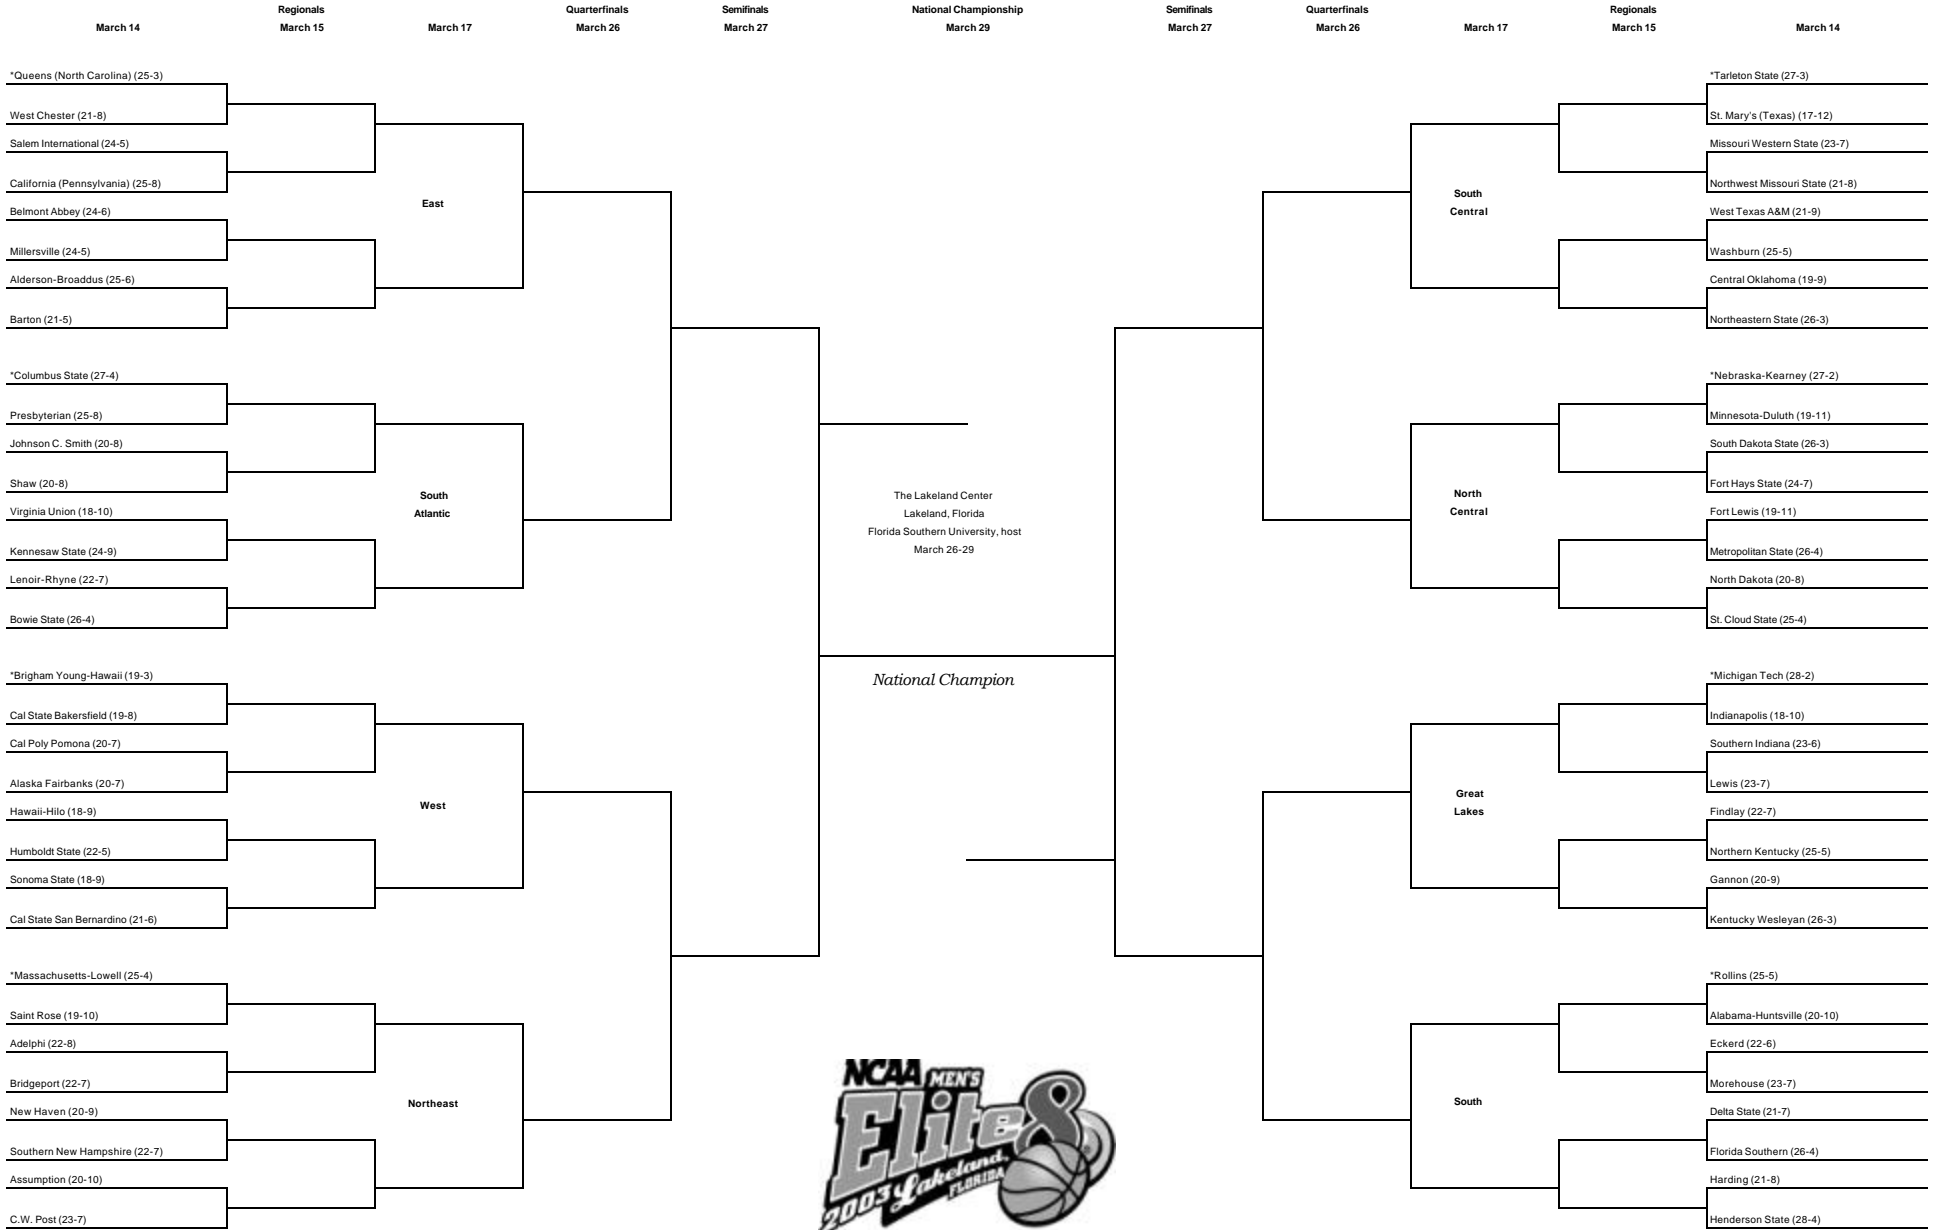 Regionals
Quarterfinals
Semifinals
National Championship
Semifinals
Quarterfinals
Regionals
March 14
March 15
March 17
March 26
March 27
March 29
March 27
March 26
March 17
March 15
March 14
*Queens (North Carolina) (25-3)
West Chester (21-8)
Salem International (24-5)
California (Pennsylvania) (25-8)
Belmont Abbey (24-6)
Millersville (24-5)
Alderson-Broaddus (25-6)
Barton (21-5)
East
*Columbus State (27-4)
Presbyterian (25-8)
Johnson C. Smith (20-8)
Shaw (20-8)
Virginia Union (18-10)
Kennesaw State (24-9)
Lenoir-Rhyne (22-7)
Bowie State (26-4)
South
Atlantic
*Brigham Young-Hawaii (19-3)
Cal State Bakersfield (19-8)
Cal Poly Pomona (20-7)
Alaska Fairbanks (20-7)
Hawaii-Hilo (18-9)
Humboldt State (22-5)
Sonoma State (18-9)
Cal State San Bernardino (21-6)
West
*Massachusetts-Lowell (25-4)
Saint Rose (19-10)
Adelphi (22-8)
Bridgeport (22-7)
New Haven (20-9)
Southern New Hampshire (22-7)
Assumption (20-10)
C.W. Post (23-7)
Northeast
The Lakeland Center
Lakeland, Florida
Florida Southern University, host
March 26-29
National Champion
NCAA MEN'S
Elite 8
2003 Lakeland,
FLORIDA
*Tarleton State (27-3)
St. Mary's (Texas) (17-12)
Missouri Western State (23-7)
Northwest Missouri State (21-8)
West Texas A&M (21-9)
Washburn (25-5)
Central Oklahoma (19-9)
Northeastern State (26-3)
South
Central
*Nebraska-Kearney (27-2)
Minnesota-Duluth (19-11)
South Dakota State (26-3)
Fort Hays State (24-7)
Fort Lewis (19-11)
Metropolitan State (26-4)
North Dakota (20-8)
St. Cloud State (25-4)
North
Central
*Michigan Tech (28-2)
Indianapolis (18-10)
Southern Indiana (23-6)
Lewis (23-7)
Findlay (22-7)
Northern Kentucky (25-5)
Gannon (20-9)
Kentucky Wesleyan (26-3)
Great
Lakes
*Rollins (25-5)
Alabama-Huntsville (20-10)
Eckerd (22-6)
Morehouse (23-7)
Delta State (21-7)
Florida Southern (26-4)
Harding (21-8)
Henderson State (28-4)
South